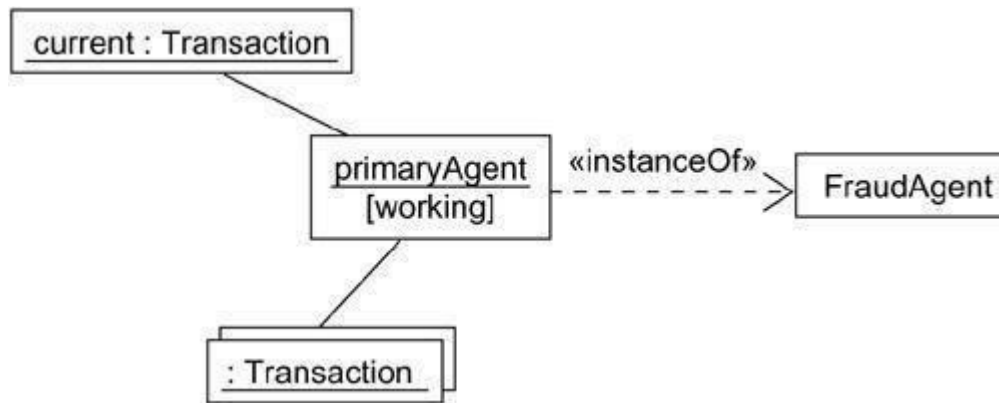 current : Transaction
primaryAgent
[working]
«instanceOf»
FraudAgent
: Transaction